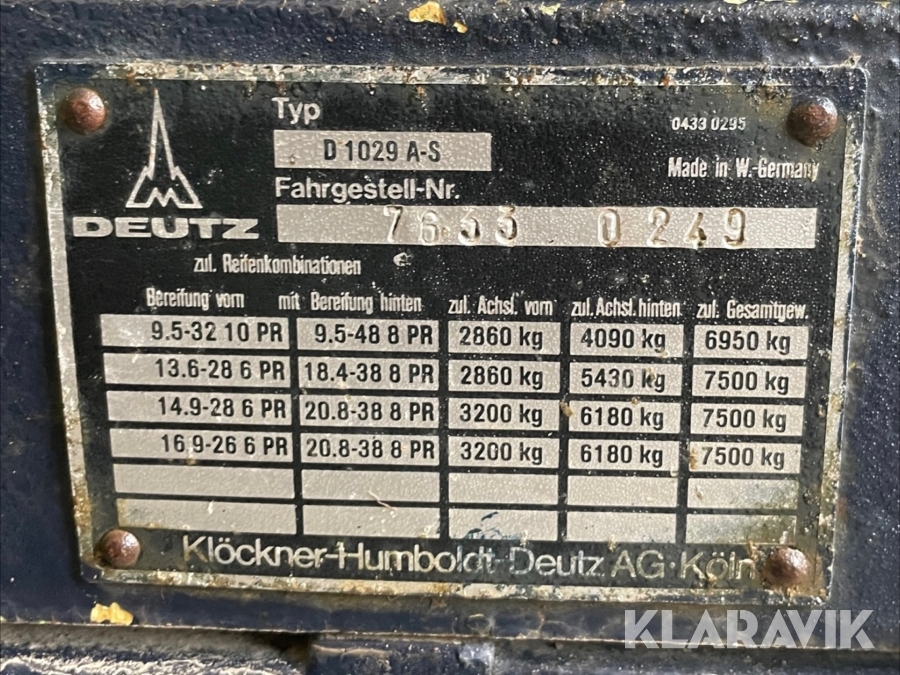 Typ
0433 0295
D 1029 A-S
Made in W.-Germany
Fahrgestell-Nr.
DEUTZ
7633 0249
zul. Reifenkombinationen
Bereifung vorn mit Bereifung hinten zul. Achsl. vorn zul. Achsl. hinten zul. Gesamtgew.
9.5-32 10 PR 9.5-48 8 PR 2860 kg 4090 kg 6950 kg
13.6-28 6 PR 18.4-38 8 PR 2860 kg 5430 kg 7500 kg
14.9-28 6 PR 20.8-38 8 PR 3200 kg 6180 kg 7500 kg
16.9-26 6 PR 20.8-38 8 PR 3200 kg 6180 kg 7500 kg
Klöckner-Humboldt-Deutz AG Köln
KLARAVIK